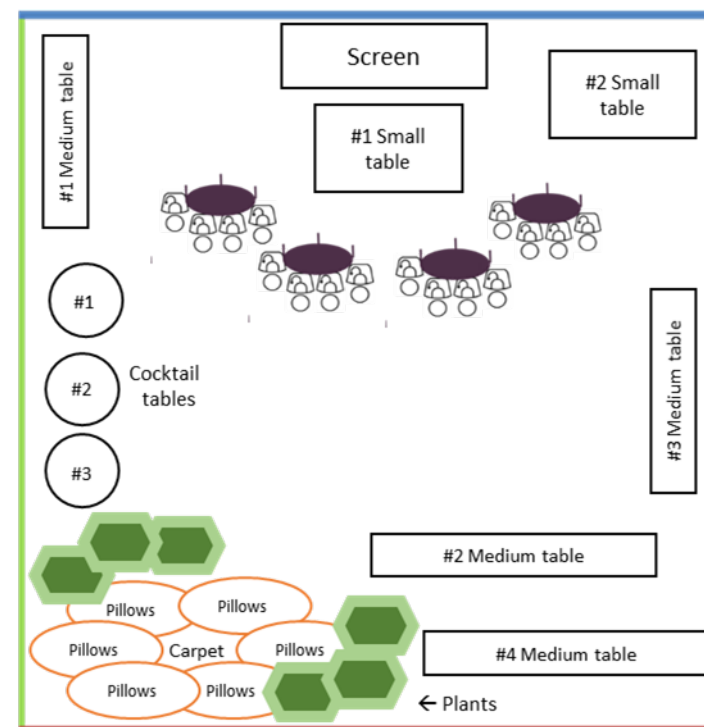 Screen
#1 Medium table
#2 Small
table
#1 Small
table
#1
#2
Cocktail
tables
#3
#3 Medium table
#2 Medium table
Pillows
Pillows
Pillows
Carpet
Pillows
#4 Medium table
Pillows
Pillows
← Plants